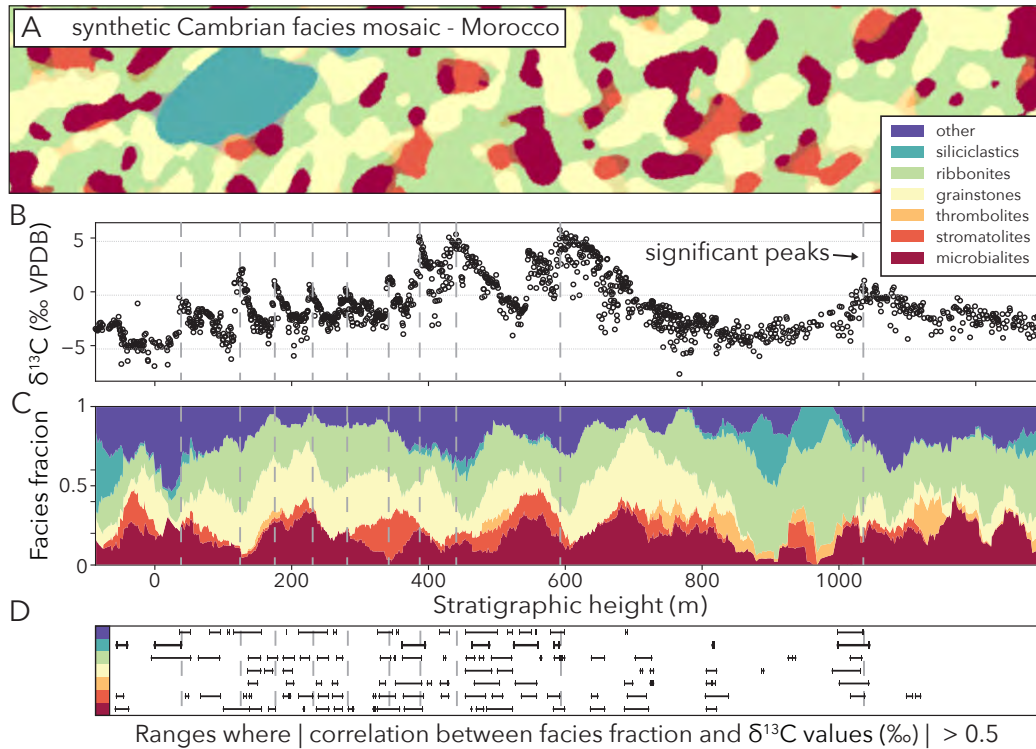 A synthetic Cambrian facies mosaic - Morocco
other
siliciclastics
ribbonites
grainstones
thrombolites
stromatolites
microbialites
B
δ¹³C (‰ VPDB)
5
0
−5
significant peaks
C
Facies fracion
1
0.5
0
0
200
400
600
800
1000
Stratigraphic height (m)
D
Ranges where | correlation between facies fraction and δ¹³C values (‰) | > 0.5